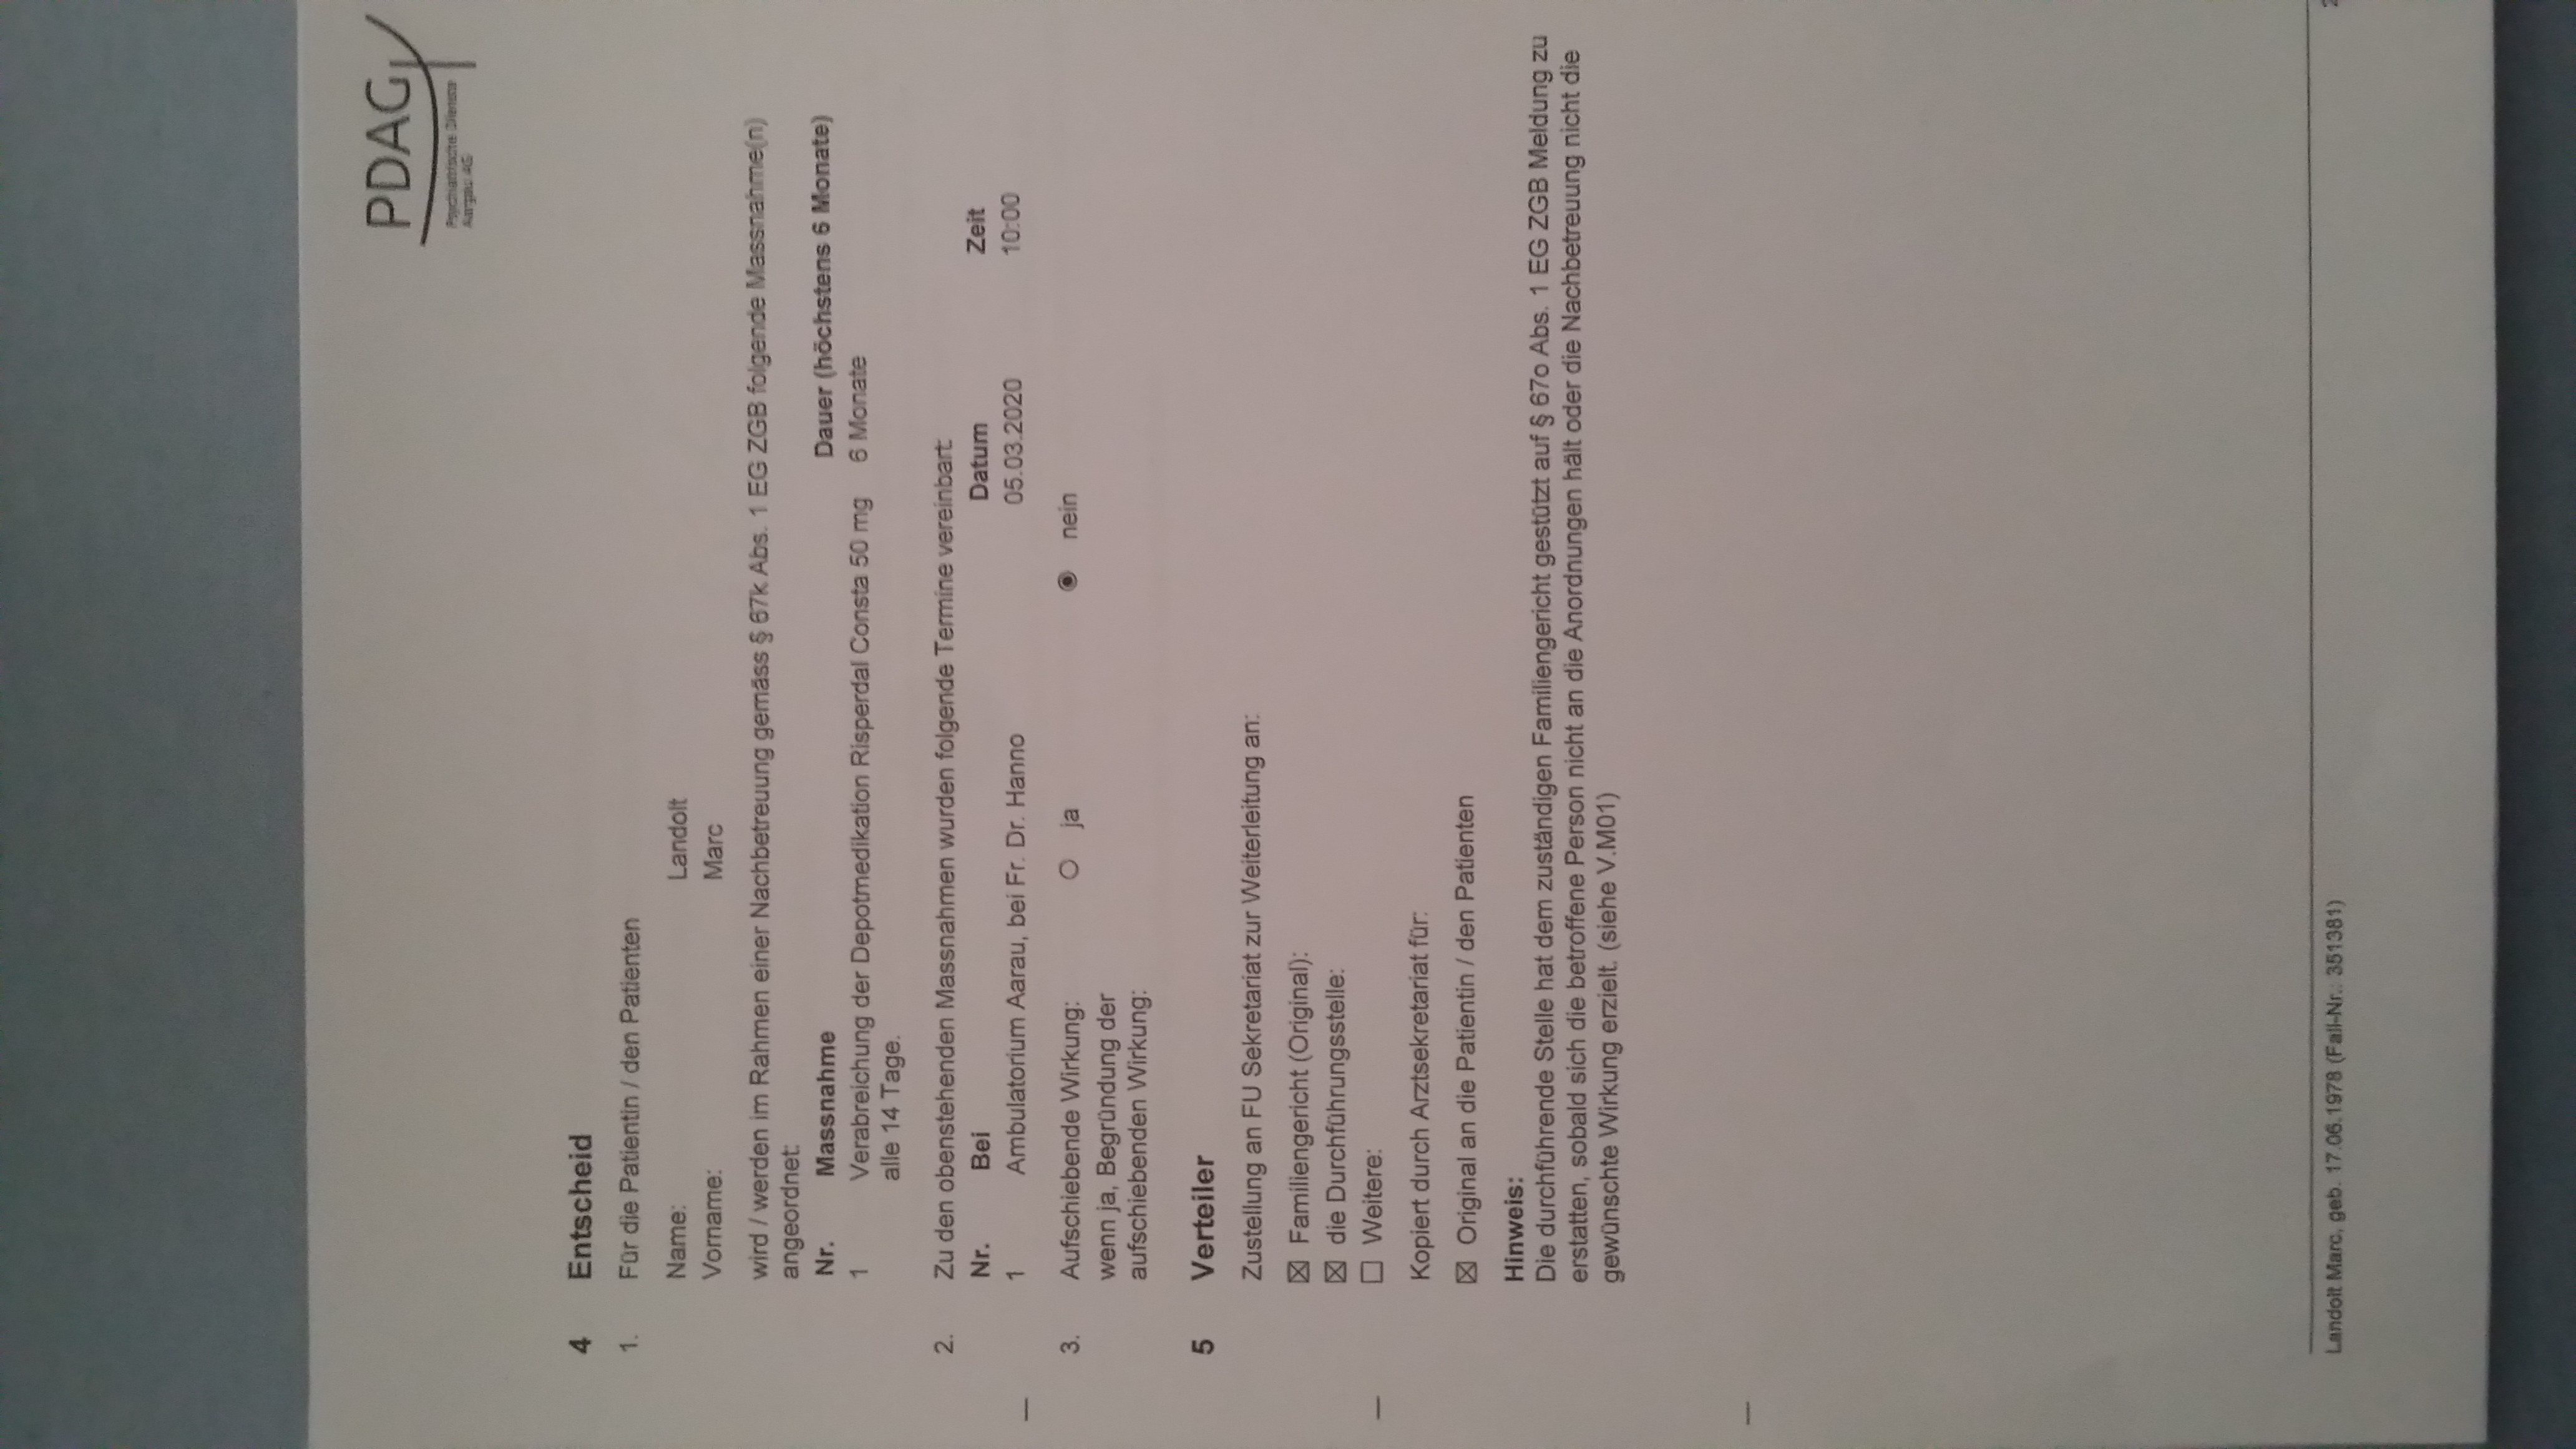 PDAG
Psychiatrische Dienste
Aargau AG
4 Entscheid
1. Für die Patientin / den Patienten
Name: Landolt
Vorname: Marc
wird / werden im Rahmen einer Nachbetreuung gemäss § 67k Abs. 1 EG ZGB folgende Massnahme(n)
angeordnet:
Nr. Massnahme Dauer (höchstens 6 Monate)
1 Verabreichung der Depotmedikation Risperdal Consta 50 mg 6 Monate
alle 14 Tage.
2. Zu den obenstehenden Massnahmen wurden folgende Termine vereinbart:
Nr. Bei Datum Zeit
1 Ambulatorium Aarau, bei Fr. Dr. Hanno 05.03.2020 10:00
3. Aufschiebende Wirkung: ○ ja ◉ nein
wenn ja, Begründung der
aufschiebenden Wirkung:
5 Verteiler
Zustellung an FU Sekretariat zur Weiterleitung an:
☒ Familiengericht (Original):
☒ die Durchführungsstelle:
☐ Weitere:
Kopiert durch Arztsekretariat für:
☒ Original an die Patientin / den Patienten
Hinweis:
Die durchführende Stelle hat dem zuständigen Familiengericht gestützt auf § 67o Abs. 1 EG ZGB Meldung zu
erstatten, sobald sich die betroffene Person nicht an die Anordnungen hält oder die Nachbetreuung nicht die
gewünschte Wirkung erzielt. (siehe V.M01)
Landolt Marc, geb. 17.06.1978 (Fall-Nr.: 351381)